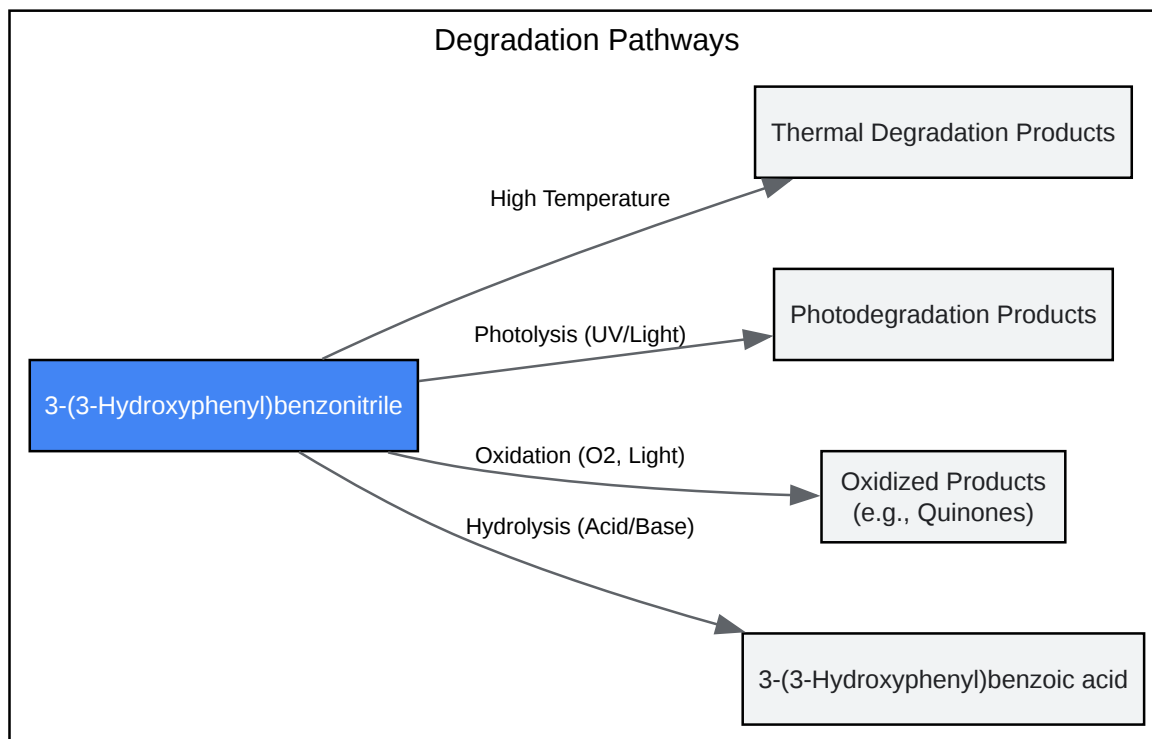 Degradation Pathways
Thermal Degradation Products
High Temperature
Photodegradation Products
Photolysis (UV/Light)
3-(3-Hydroxyphenyl)benzonitrile
Oxidation (O2, Light)
Oxidized Products
(e.g., Quinones)
Hydrolysis (Acid/Base)
3-(3-Hydroxyphenyl)benzoic acid